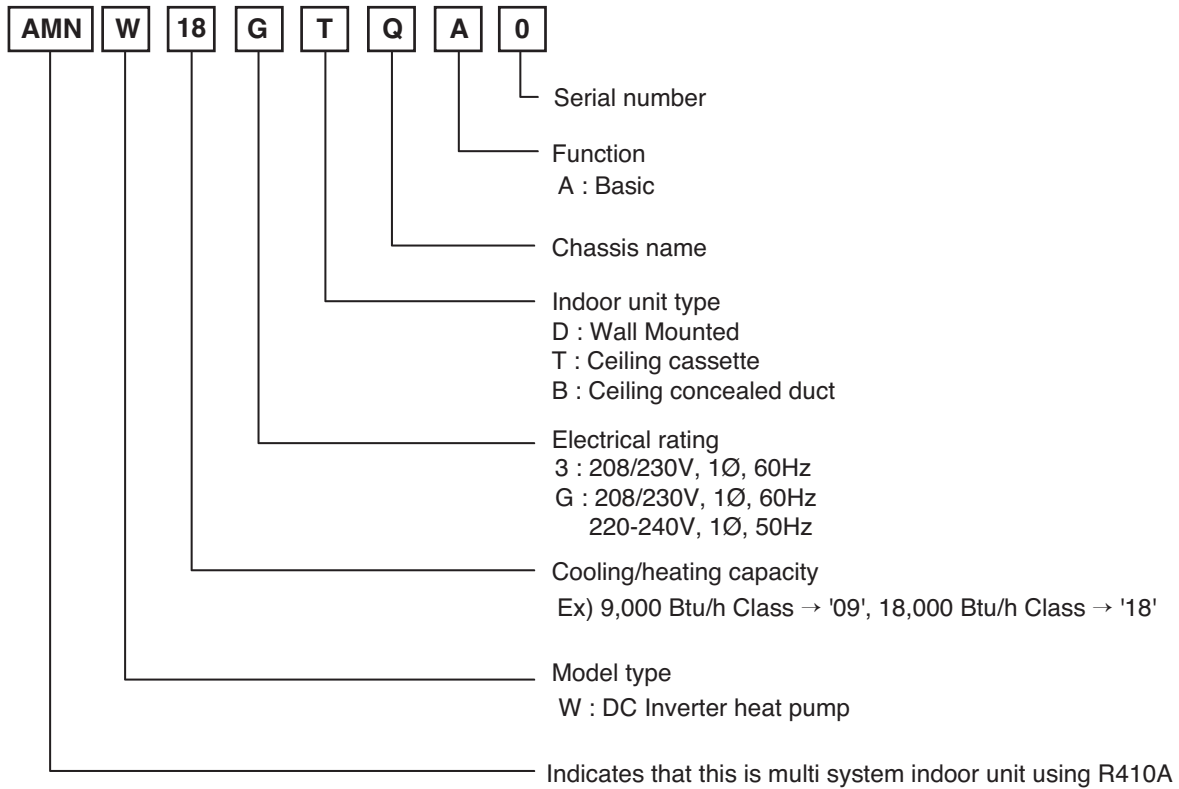 AMN W 18 G T Q A 0
Serial number
Function
A : Basic
Chassis name
Indoor unit type
D : Wall Mounted
T : Ceiling cassette
B : Ceiling concealed duct
Electrical rating
3 : 208/230V, 1Ø, 60Hz
G : 208/230V, 1Ø, 60Hz
220-240V, 1Ø, 50Hz
Cooling/heating capacity
Ex) 9,000 Btu/h Class → '09', 18,000 Btu/h Class → '18'
Model type
W : DC Inverter heat pump
Indicates that this is multi system indoor unit using R410A